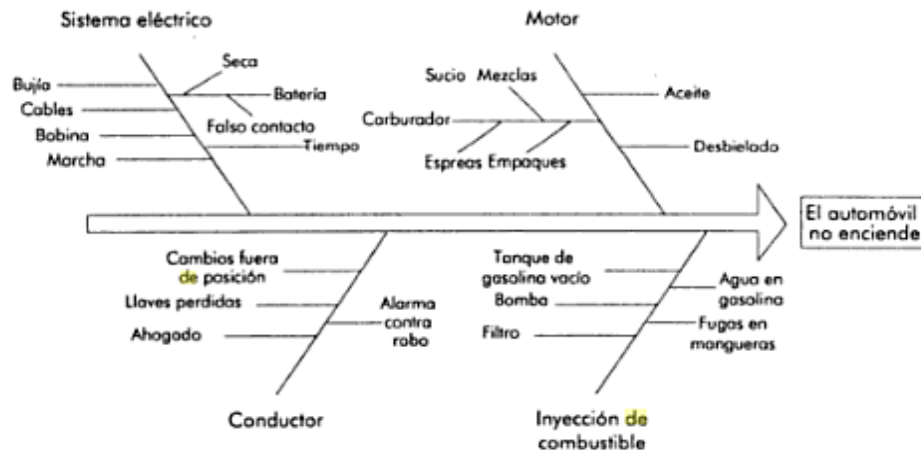 Sistema eléctrico
Motor
Seca
Bujía
Batería
Cables
Falso contacto
Bobina
Tiempo
Marcha
Sucio Mezclas
Aceite
Carburador
Espreas Empaques
Desbielado
El automóvil
no enciende
Cambios fuera
de posición
Llaves perdidas
Alarma
contra
robo
Ahogado
Tanque de
gasolina vacío
Agua en
gasolina
Bomba
Fugas en
mangueras
Filtro
Conductor
Inyección de
combustible